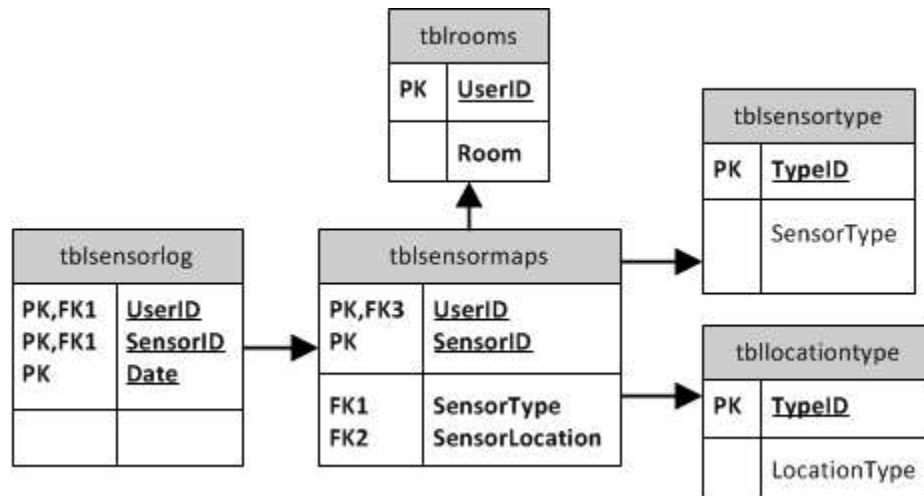 tblrooms
PK UserID
Room
tblsensortype
PK TypeID
SensorType
tblsensorlog
PK,FK1 UserID
PK,FK1 SensorID
PK Date
tblsensormaps
PK,FK3 UserID
PK SensorID
FK1 SensorType
FK2 SensorLocation
tbllocationtype
PK TypeID
LocationType